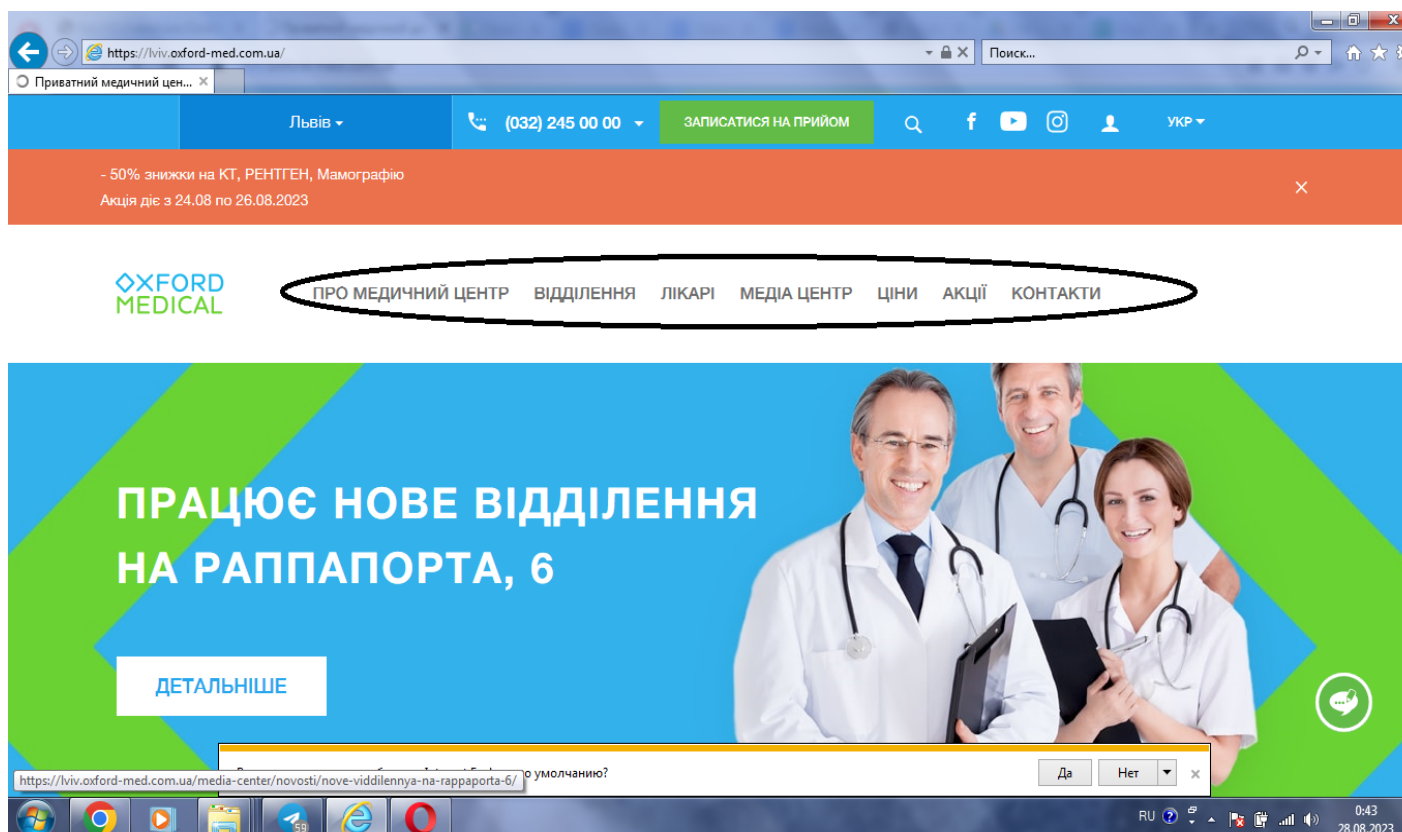 https://lviv.oxford-med.com.ua/
Поиск...
Приватний медичний цен...
Львів
(032) 245 00 00
ЗАПИСАТИСЯ НА ПРИЙОМ
f
УКР
- 50% знижки на КТ, РЕНТГЕН, Мамографію
Акція діє з 24.08 по 26.08.2023
OXFORD
MEDICAL
ПРО МЕДИЧНИЙ ЦЕНТР ВІДДІЛЕННЯ ЛІКАРІ МЕДІА ЦЕНТР ЦІНИ АКЦІЇ КОНТАКТИ
ПРАЦЮЄ НОВЕ ВІДДІЛЕННЯ
НА РАППАПОРТА, 6
ДЕТАЛЬНІШЕ
умолчанию?
Да
Нет
https://lviv.oxford-med.com.ua/media-center/novosti/nove-viddilennya-na-rappaporta-6/
59
RU
0:43
28.08.2023